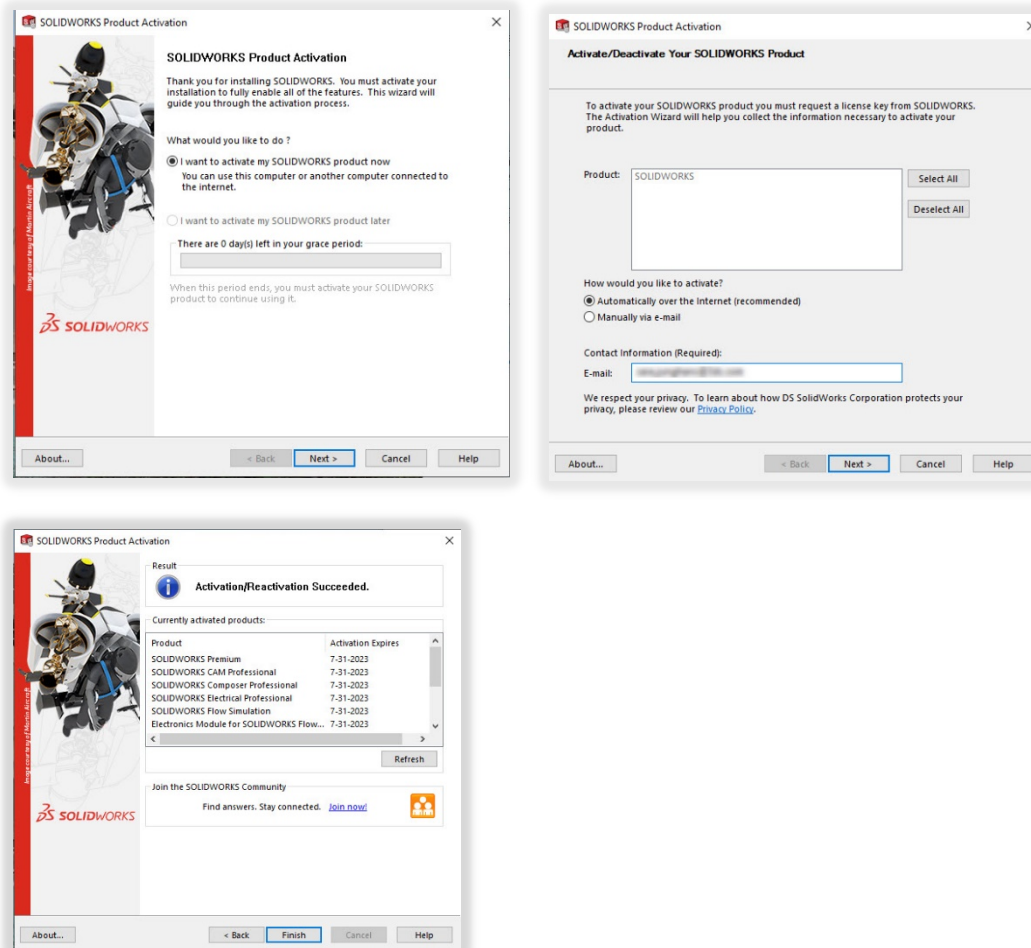 SOLIDWORKS Product Activation
SOLIDWORKS Product Activation
Thank you for installing SOLIDWORKS. You must activate your
installation to fully enable all of the features. This wizard will
guide you through the activation process.
What would you like to do ?
I want to activate my SOLIDWORKS product now
You can use this computer or another computer connected to
the internet.
I want to activate my SOLIDWORKS product later
There are 0 day(s) left in your grace period:
When this period ends, you must activate your SOLIDWORKS
product to continue using it.
Image courtesy of Martin Aircraft
SOLIDWORKS
About...
< Back
Next >
Cancel
Help
SOLIDWORKS Product Activation
Activate/Deactivate Your SOLIDWORKS Product
To activate your SOLIDWORKS product you must request a license key from SOLIDWORKS.
The Activation Wizard will help you collect the information necessary to activate your
product.
Product:
SOLIDWORKS
Select All
Deselect All
How would you like to activate?
Automatically over the Internet (recommended)
Manually via e-mail
Contact Information (Required):
E-mail:
We respect your privacy. To learn about how DS SolidWorks Corporation protects your
privacy, please review our Privacy Policy.
About...
< Back
Next >
Cancel
Help
SOLIDWORKS Product Activation
Result
Activation/Reactivation Succeeded.
Currently activated products:
Product Activation Expires
SOLIDWORKS Premium 7-31-2023
SOLIDWORKS CAM Professional 7-31-2023
SOLIDWORKS Composer Professional 7-31-2023
SOLIDWORKS Electrical Professional 7-31-2023
SOLIDWORKS Flow Simulation 7-31-2023
Electronics Module for SOLIDWORKS Flow... 7-31-2023
Refresh
Join the SOLIDWORKS Community
Find answers. Stay connected. Join now!
Image courtesy of Martin Aircraft
SOLIDWORKS
About...
< Back
Finish
Cancel
Help